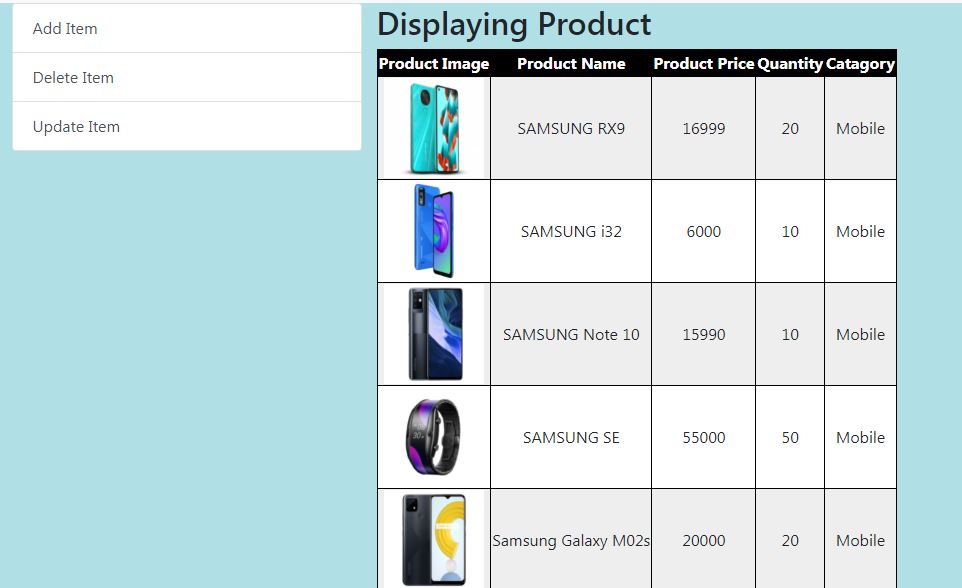 Add Item
Delete Item
Update Item
Displaying Product
Product Image Product Name Product Price Quantity Catagory
SAMSUNG RX9 16999 20 Mobile
SAMSUNG i32 6000 10 Mobile
SAMSUNG Note 10 15990 10 Mobile
SAMSUNG SE 55000 50 Mobile
Samsung Galaxy M02s 20000 20 Mobile